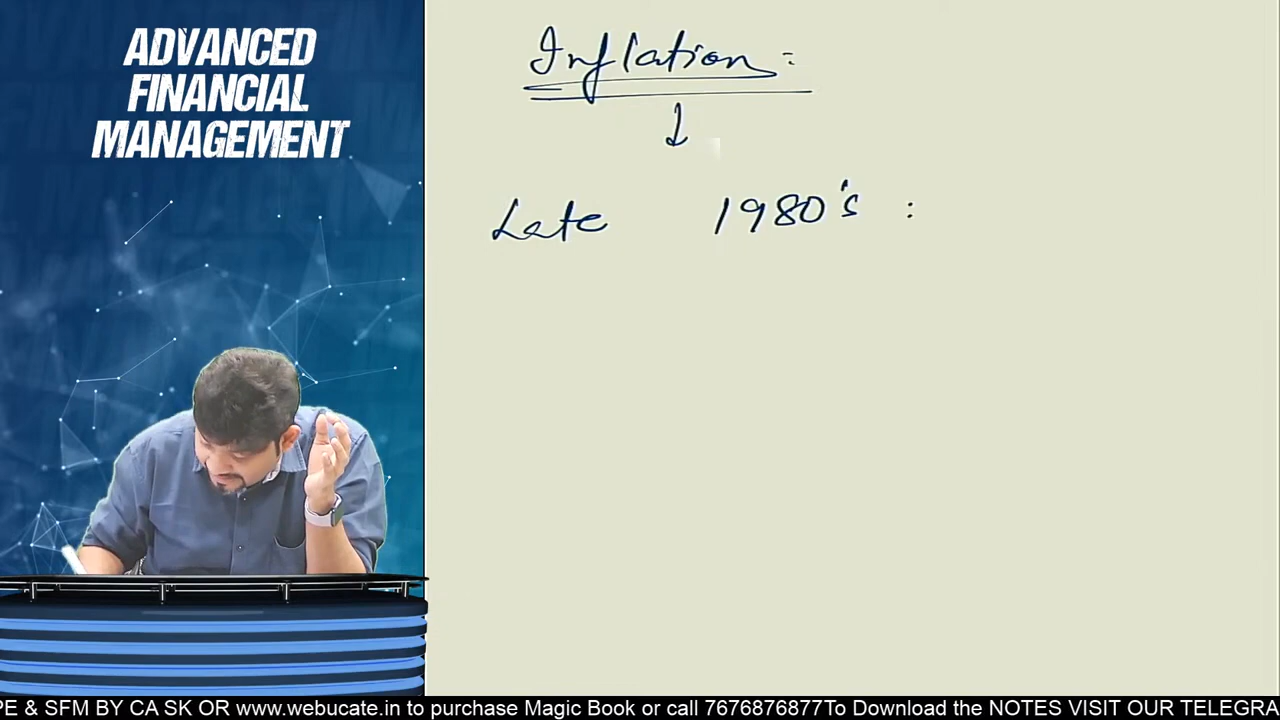 ADVANCED
FINANCIAL
MANAGEMENT
Inflation :
Late 1980's :
PE & SFM BY CA SK OR www.webucate.in to purchase Magic Book or call 7676876877To Download the NOTES VISIT OUR TELEGRA